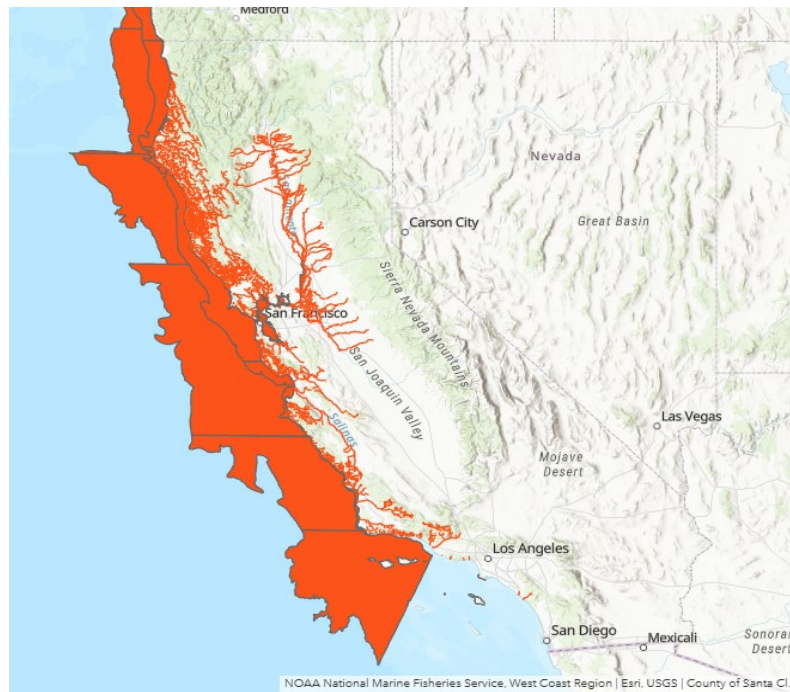 Medford
Nevada
Carson City
Great Basin
Sierra Nevada Mountains
San Francisco
San Joaquin Valley
Las Vegas
Salinas
Mojave
Desert
Los Angeles
San Diego
Mexicali
Sonoran
Desert
NOAA National Marine Fisheries Service, West Coast Region | Esri, USGS | County of Santa Cl